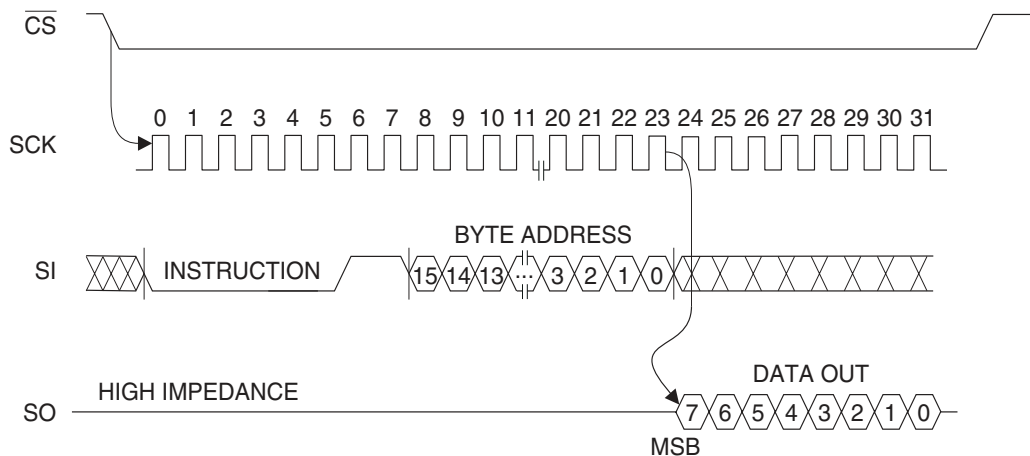 CS
0 1 2 3 4 5 6 7 8 9 10 11 20 21 22 23 24 25 26 27 28 29 30 31
SCK
BYTE ADDRESS
SI INSTRUCTION 15 14 13 ... 3 2 1 0
HIGH IMPEDANCE DATA OUT
SO 7 6 5 4 3 2 1 0
MSB